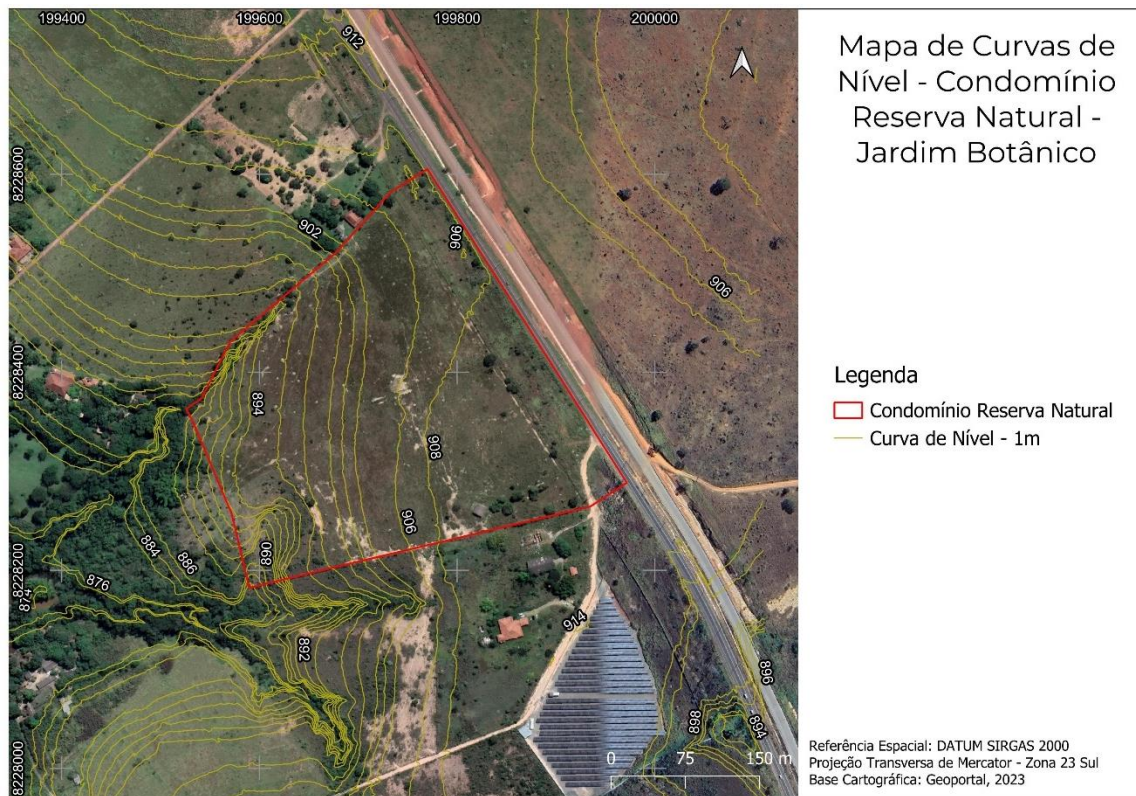 199400
199600
199800
200000
8228600
8228400
8228200
8228000
912
902
906
906
894
908
906
890
884
886
876
874
892
914
896
898
894
0 75 150 m
Mapa de Curvas de
Nível - Condomínio
Reserva Natural -
Jardim Botânico
Legenda
Condomínio Reserva Natural
Curva de Nível - 1m
Referência Espacial: DATUM SIRGAS 2000
Projeção Transversa de Mercator - Zona 23 Sul
Base Cartográfica: Geoportal, 2023